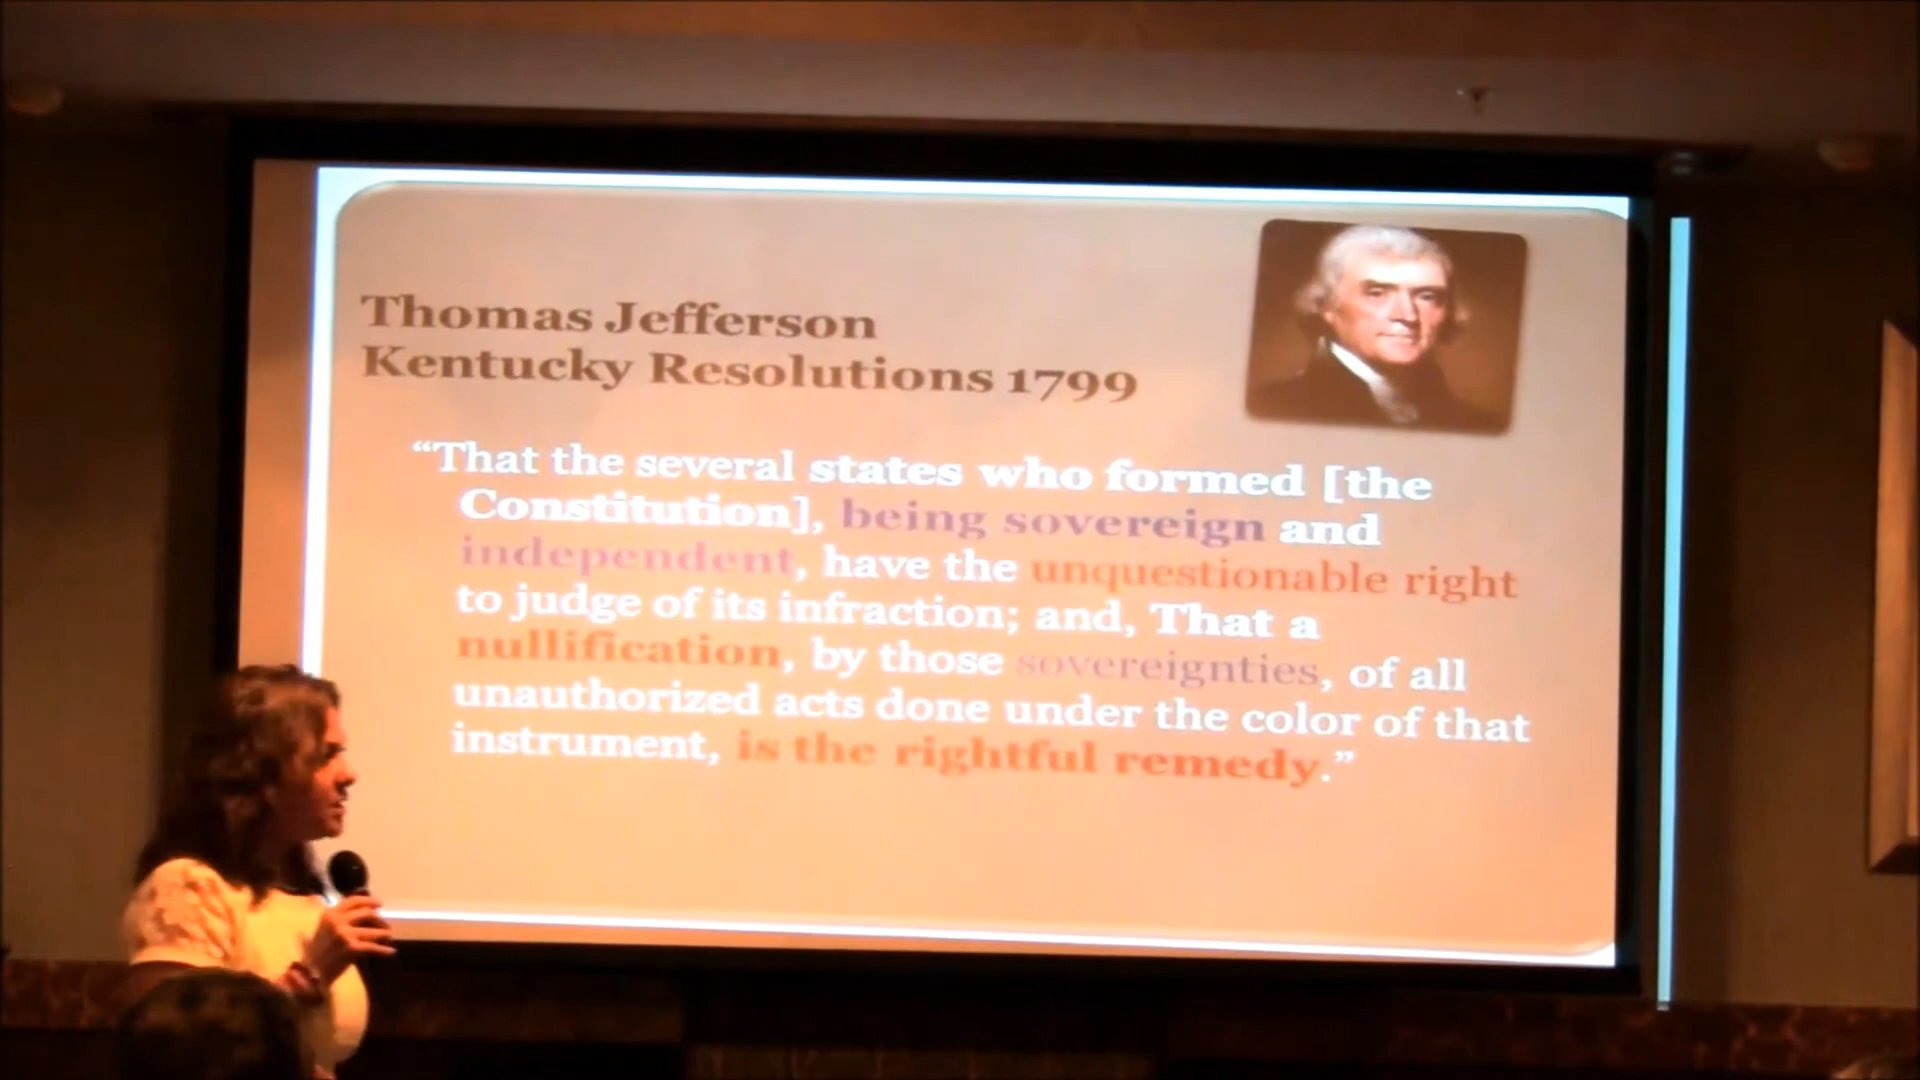 Thomas Jefferson
Kentucky Resolutions 1799
“That the several states who formed [the
Constitution], being sovereign and
independent, have the unquestionable right
to judge of its infraction; and, That a
nullification, by those sovereignties, of all
unauthorized acts done under the color of that
instrument, is the rightful remedy.”